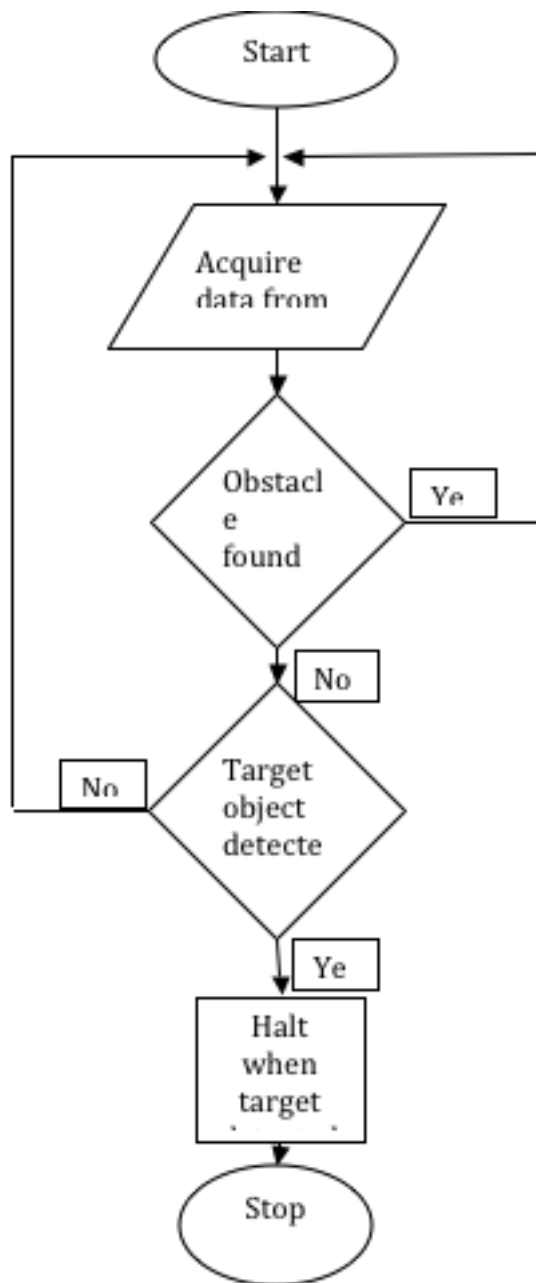 Start
Acquire
data from
Obstacl
e
found
Ye
No
Target
object
detecte
No
Ye
Halt
when
target
Stop